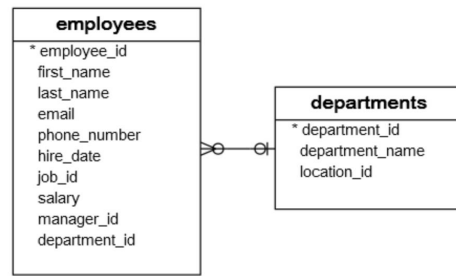 employees
* employee_id
first_name
last_name
email
phone_number
hire_date
job_id
salary
manager_id
department_id
departments
* department_id
department_name
location_id